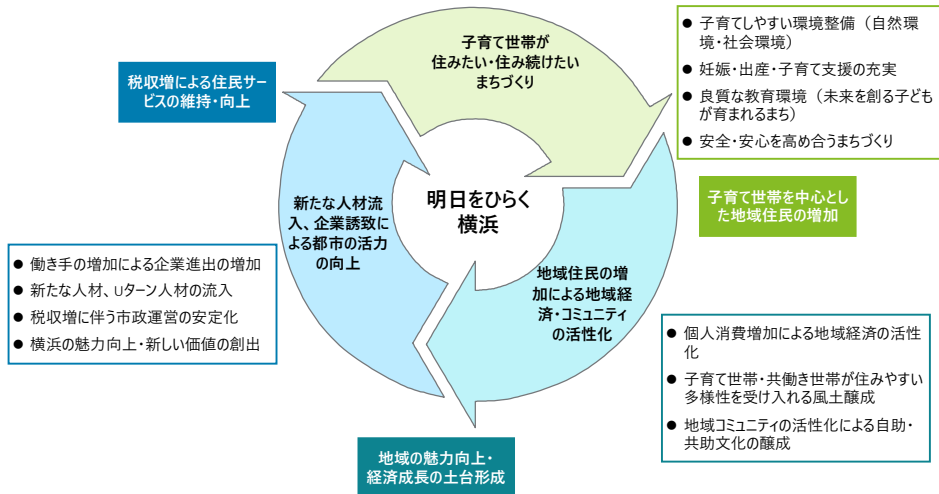 子育て世帯が
住みたい・住み続けたい
まちづくり
● 子育てしやすい環境整備（自然環
境・社会環境）
● 妊娠・出産・子育て支援の充実
● 良質な教育環境（未来を創る子ども
が育まれるまち）
● 安全・安心を高め合うまちづくり
税収増による住民サー
ビスの維持・向上
明日をひらく
横浜
子育て世帯を中心とし
た地域住民の増加
新たな人材流
入、企業誘致に
よる都市の活力
の向上
● 働き手の増加による企業進出の増加
● 新たな人材、Uターン人材の流入
● 税収増に伴う市政運営の安定化
● 横浜の魅力向上・新しい価値の創出
地域住民の増
加による地域経
済・コミュニティ
の活性化
● 個人消費増加による地域経済の活性
化
● 子育て世帯・共働き世帯が住みやすい
多様性を受け入れる風土醸成
● 地域コミュニティの活性化による自助・
共助文化の醸成
地域の魅力向上・
経済成長の土台形成